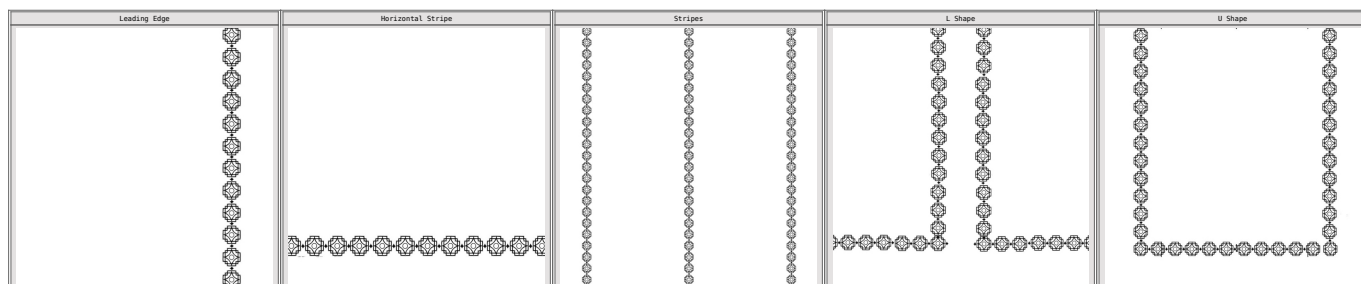 Leading Edge
Horizontal Stripe
Stripes
L Shape
U Shape